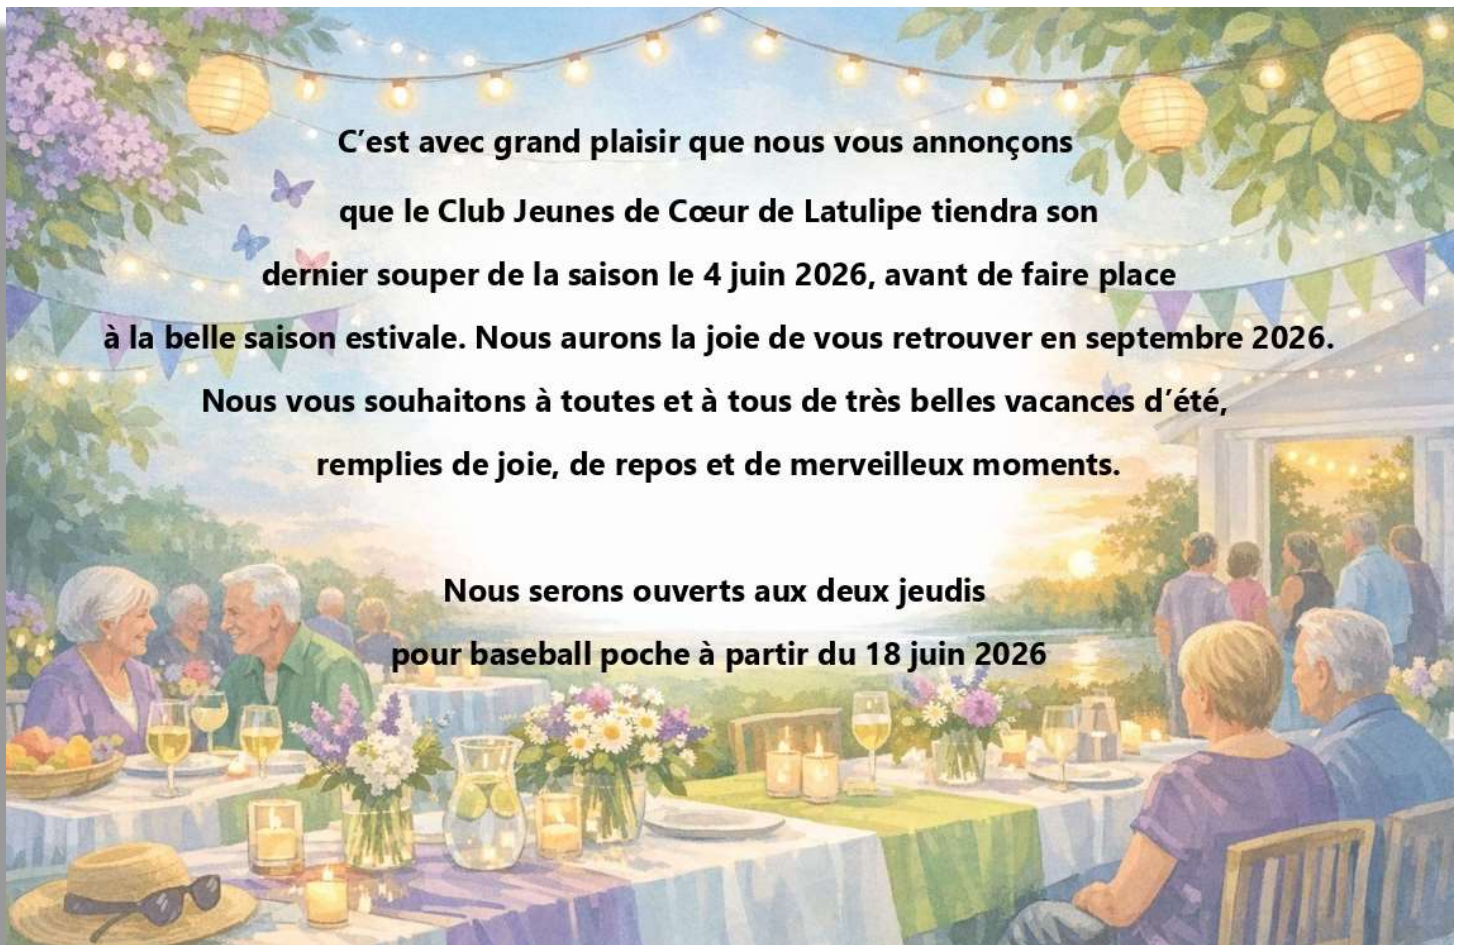 C'est avec grand plaisir que nous vous annonçons
que le Club Jeunes de Cœur de Latulipe tiendra son
dernier souper de la saison le 4 juin 2026, avant de faire place
à la belle saison estivale. Nous aurons la joie de vous retrouver en septembre 2026.
Nous vous souhaitons à toutes et à tous de très belles vacances d'été,
remplies de joie, de repos et de merveilleux moments.
Nous serons ouverts aux deux jeudis
pour baseball poche à partir du 18 juin 2026